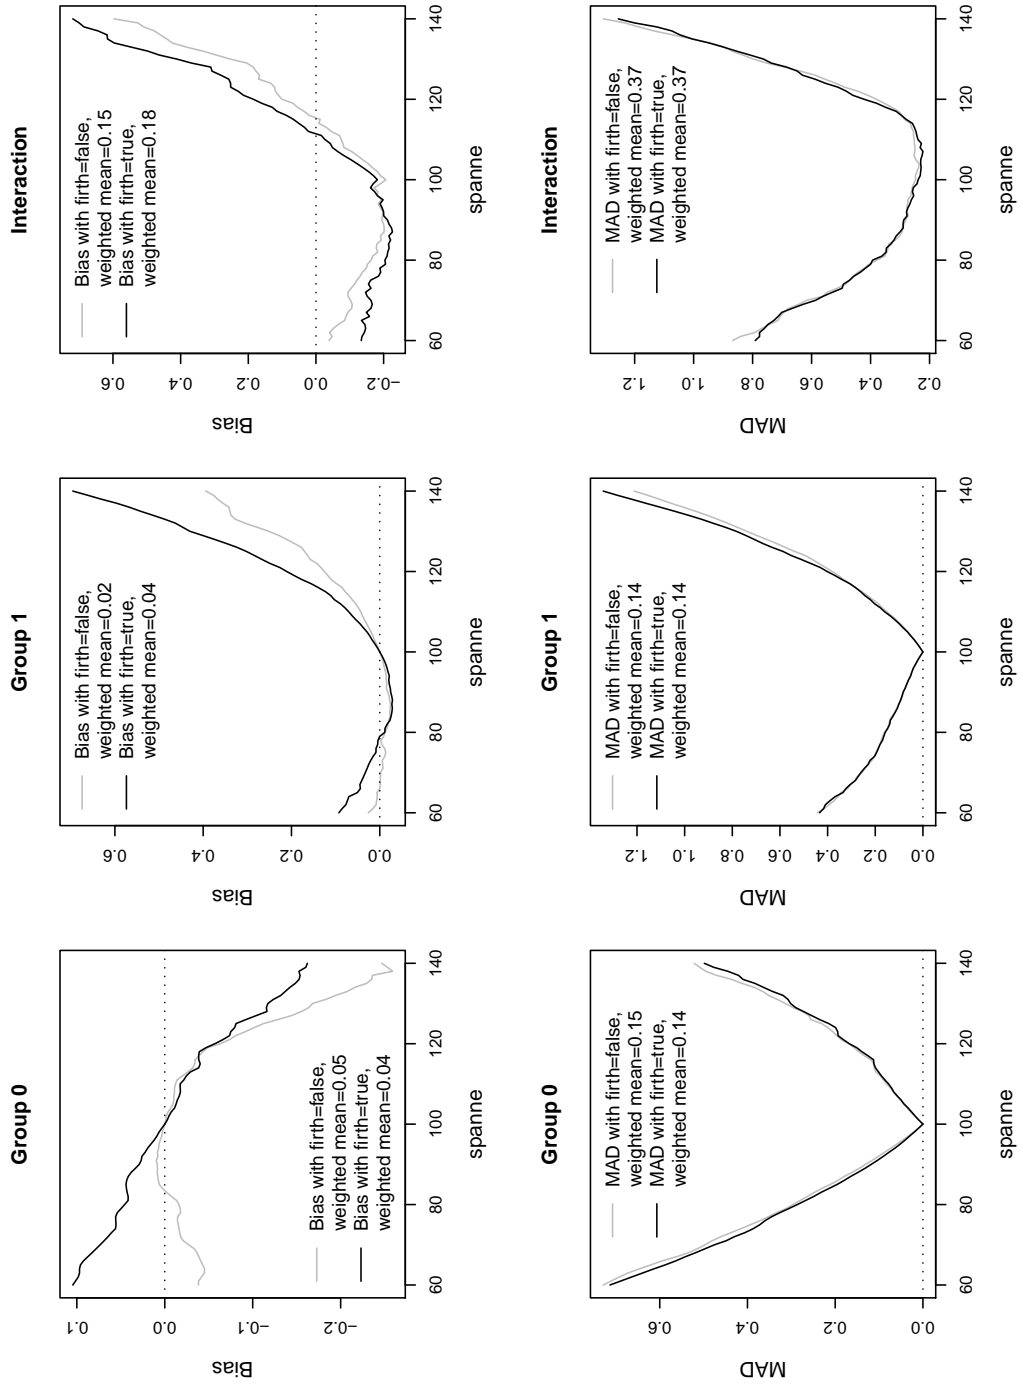 Group 0
Bias
0.1
0.0
−0.1
−0.2
Bias with firth=false,
weighted mean=0.05
Bias with firth=true,
weighted mean=0.04
60 80 100 120 140
spanne
Group 1
Bias
0.6
0.4
0.2
0.0
Bias with firth=false,
weighted mean=0.02
Bias with firth=true,
weighted mean=0.04
60 80 100 120 140
spanne
Interaction
Bias
0.6
0.4
0.2
0.0
−0.2
Bias with firth=false,
weighted mean=0.15
Bias with firth=true,
weighted mean=0.18
60 80 100 120 140
spanne
Group 0
MAD
0.6
0.4
0.2
0.0
MAD with firth=false,
weighted mean=0.15
MAD with firth=true,
weighted mean=0.14
60 80 100 120 140
spanne
Group 1
MAD
1.2
1.0
0.8
0.6
0.4
0.2
0.0
MAD with firth=false,
weighted mean=0.14
MAD with firth=true,
weighted mean=0.14
60 80 100 120 140
spanne
Interaction
MAD
1.2
1.0
0.8
0.6
0.4
0.2
MAD with firth=false,
weighted mean=0.37
MAD with firth=true,
weighted mean=0.37
60 80 100 120 140
spanne